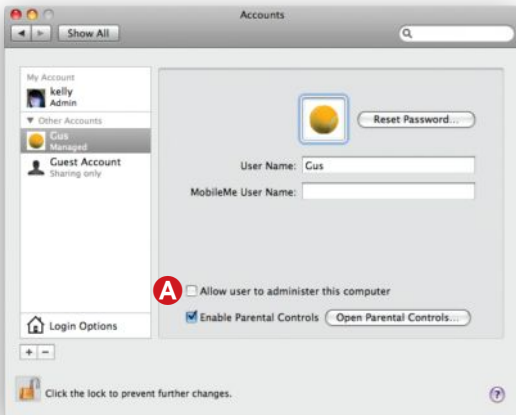 Accounts
Show All
My Account
kelly
Admin
Other Accounts
Gus
Managed
Guest Account
Sharing only
Login Options
Reset Password...
User Name: Gus
MobileMe User Name:
A
Allow user to administer this computer
Enable Parental Controls Open Parental Controls...
+ −
Click the lock to prevent further changes.
?